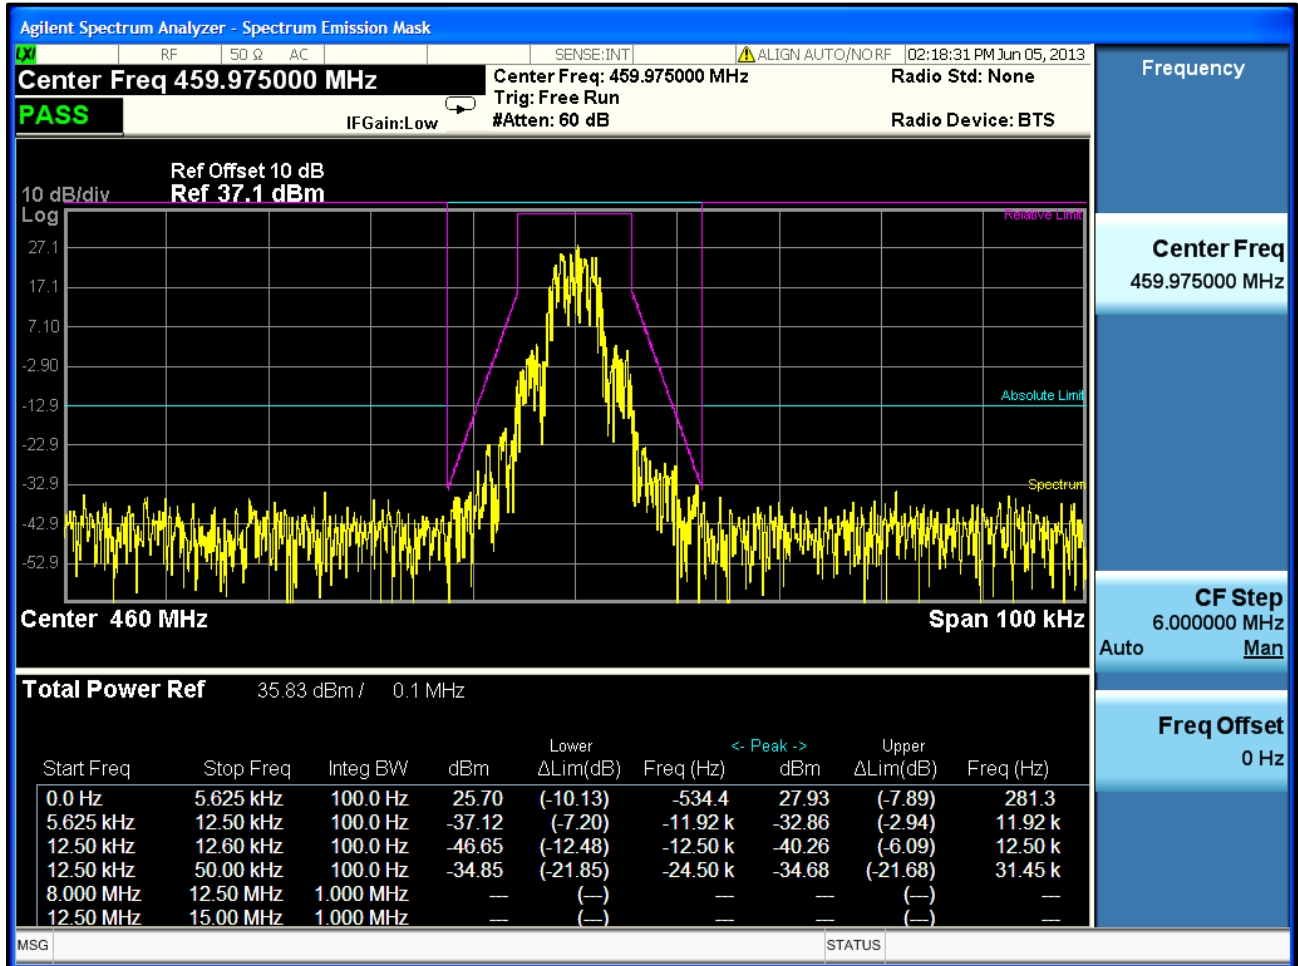 Agilent Spectrum Analyzer - Spectrum Emission Mask
LXI RF 50 Ω AC SENSE:INT ALIGN AUTO/NO RF 02:18:31 PM Jun 05, 2013
Center Freq 459.975000 MHz
Center Freq: 459.975000 MHz
Radio Std: None
Trig: Free Run
PASS
IFGain:Low
#Atten: 60 dB
Radio Device: BTS
Ref Offset 10 dB
10 dB/div Ref 37.1 dBm
Log
Relative Limit
27.1
17.1
7.10
-2.90
Absolute Limit
-12.9
-22.9
-32.9
Spectrum
-42.9
-52.9
Center 460 MHz Span 100 kHz
Total Power Ref 35.83 dBm / 0.1 MHz
Lower <- Peak -> Upper
Start Freq Stop Freq Integ BW dBm ΔLim(dB) Freq (Hz) dBm ΔLim(dB) Freq (Hz)
0.0 Hz 5.625 kHz 100.0 Hz 25.70 (-10.13) -534.4 27.93 (-7.89) 281.3
5.625 kHz 12.50 kHz 100.0 Hz -37.12 (-7.20) -11.92 k -32.86 (-2.94) 11.92 k
12.50 kHz 12.60 kHz 100.0 Hz -46.65 (-12.48) -12.50 k -40.26 (-6.09) 12.50 k
12.50 kHz 50.00 kHz 100.0 Hz -34.85 (-21.85) -24.50 k -34.68 (-21.68) 31.45 k
8.000 MHz 12.50 MHz 1.000 MHz --- (---) --- --- (---) ---
12.50 MHz 15.00 MHz 1.000 MHz --- (---) --- --- (---) ---
MSG STATUS
Frequency
Center Freq
459.975000 MHz
CF Step
6.000000 MHz
Auto Man
Freq Offset
0 Hz